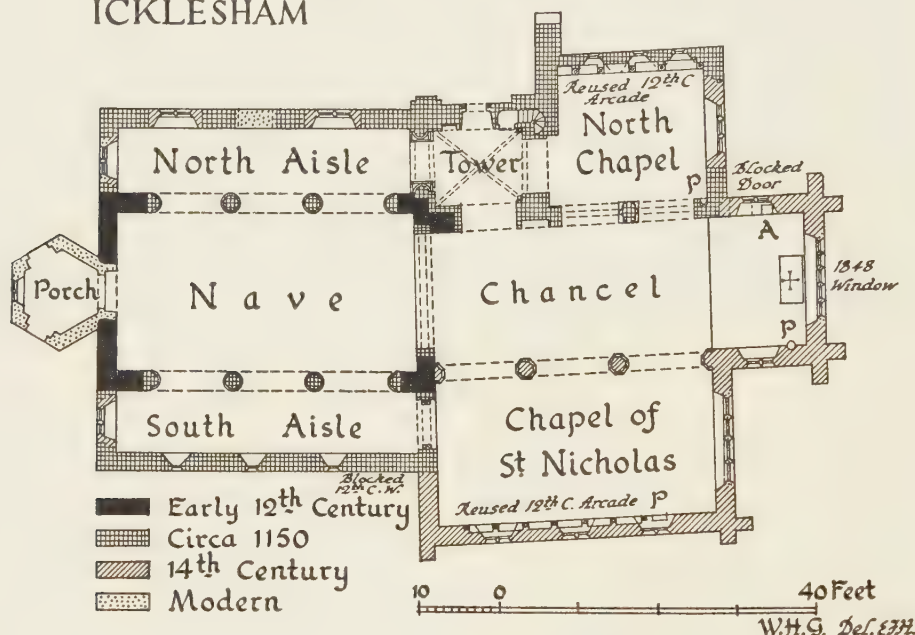 ICKLESHAM
Reused 12th C
Arcade
North
Chapel
P
North Aisle
Tower
Blocked
Door
A
Porch
Nave
Chancel
1848
Window
P
South Aisle
Chapel of
St Nicholas
Blocked
12th C. W.
Reused 12th C. Arcade
P
Early 12th Century
Circa 1150
14th Century
Modern
10 0 40 Feet
W.H.G. Del.